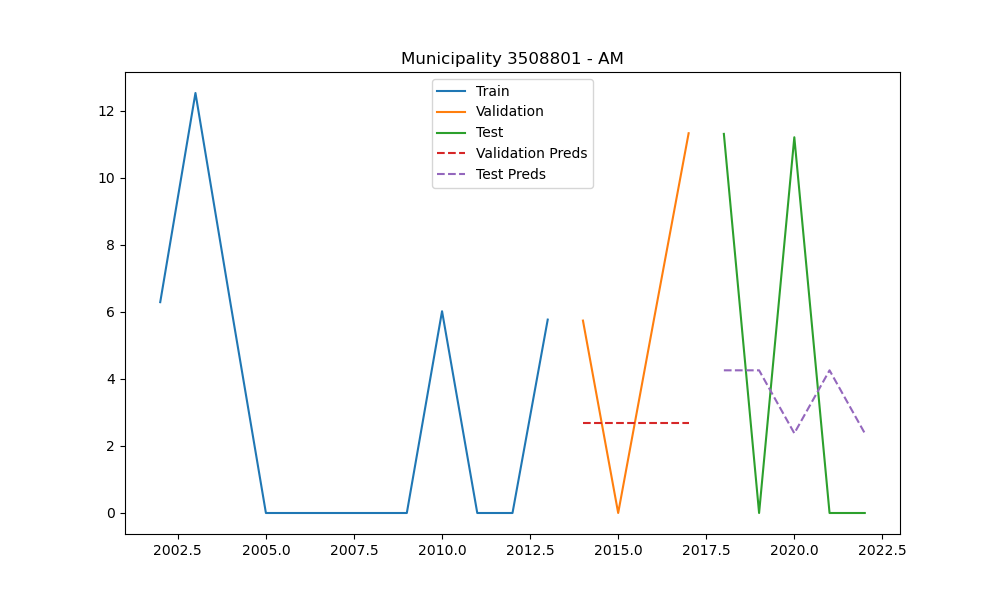 Municipality 3508801 - AM
Train
Validation
Test
Validation Preds
Test Preds
12
10
8
6
4
2
0
2002.5 2005.0 2007.5 2010.0 2012.5 2015.0 2017.5 2020.0 2022.5